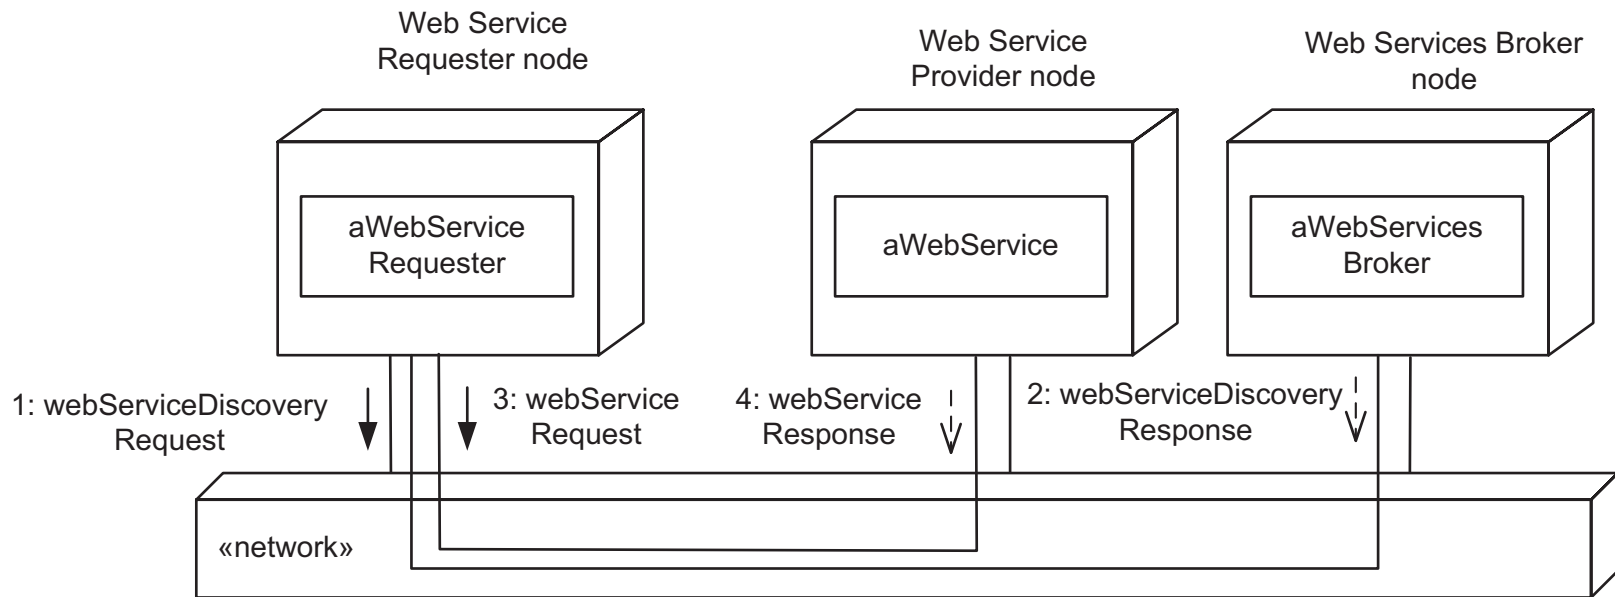 Web Service
Requester node
Web Service
Provider node
Web Services Broker
node
aWebService
Requester
aWebService
aWebServices
Broker
1: webServiceDiscovery
Request
3: webService
Request
4: webService
Response
2: webServiceDiscovery
Response
«network»